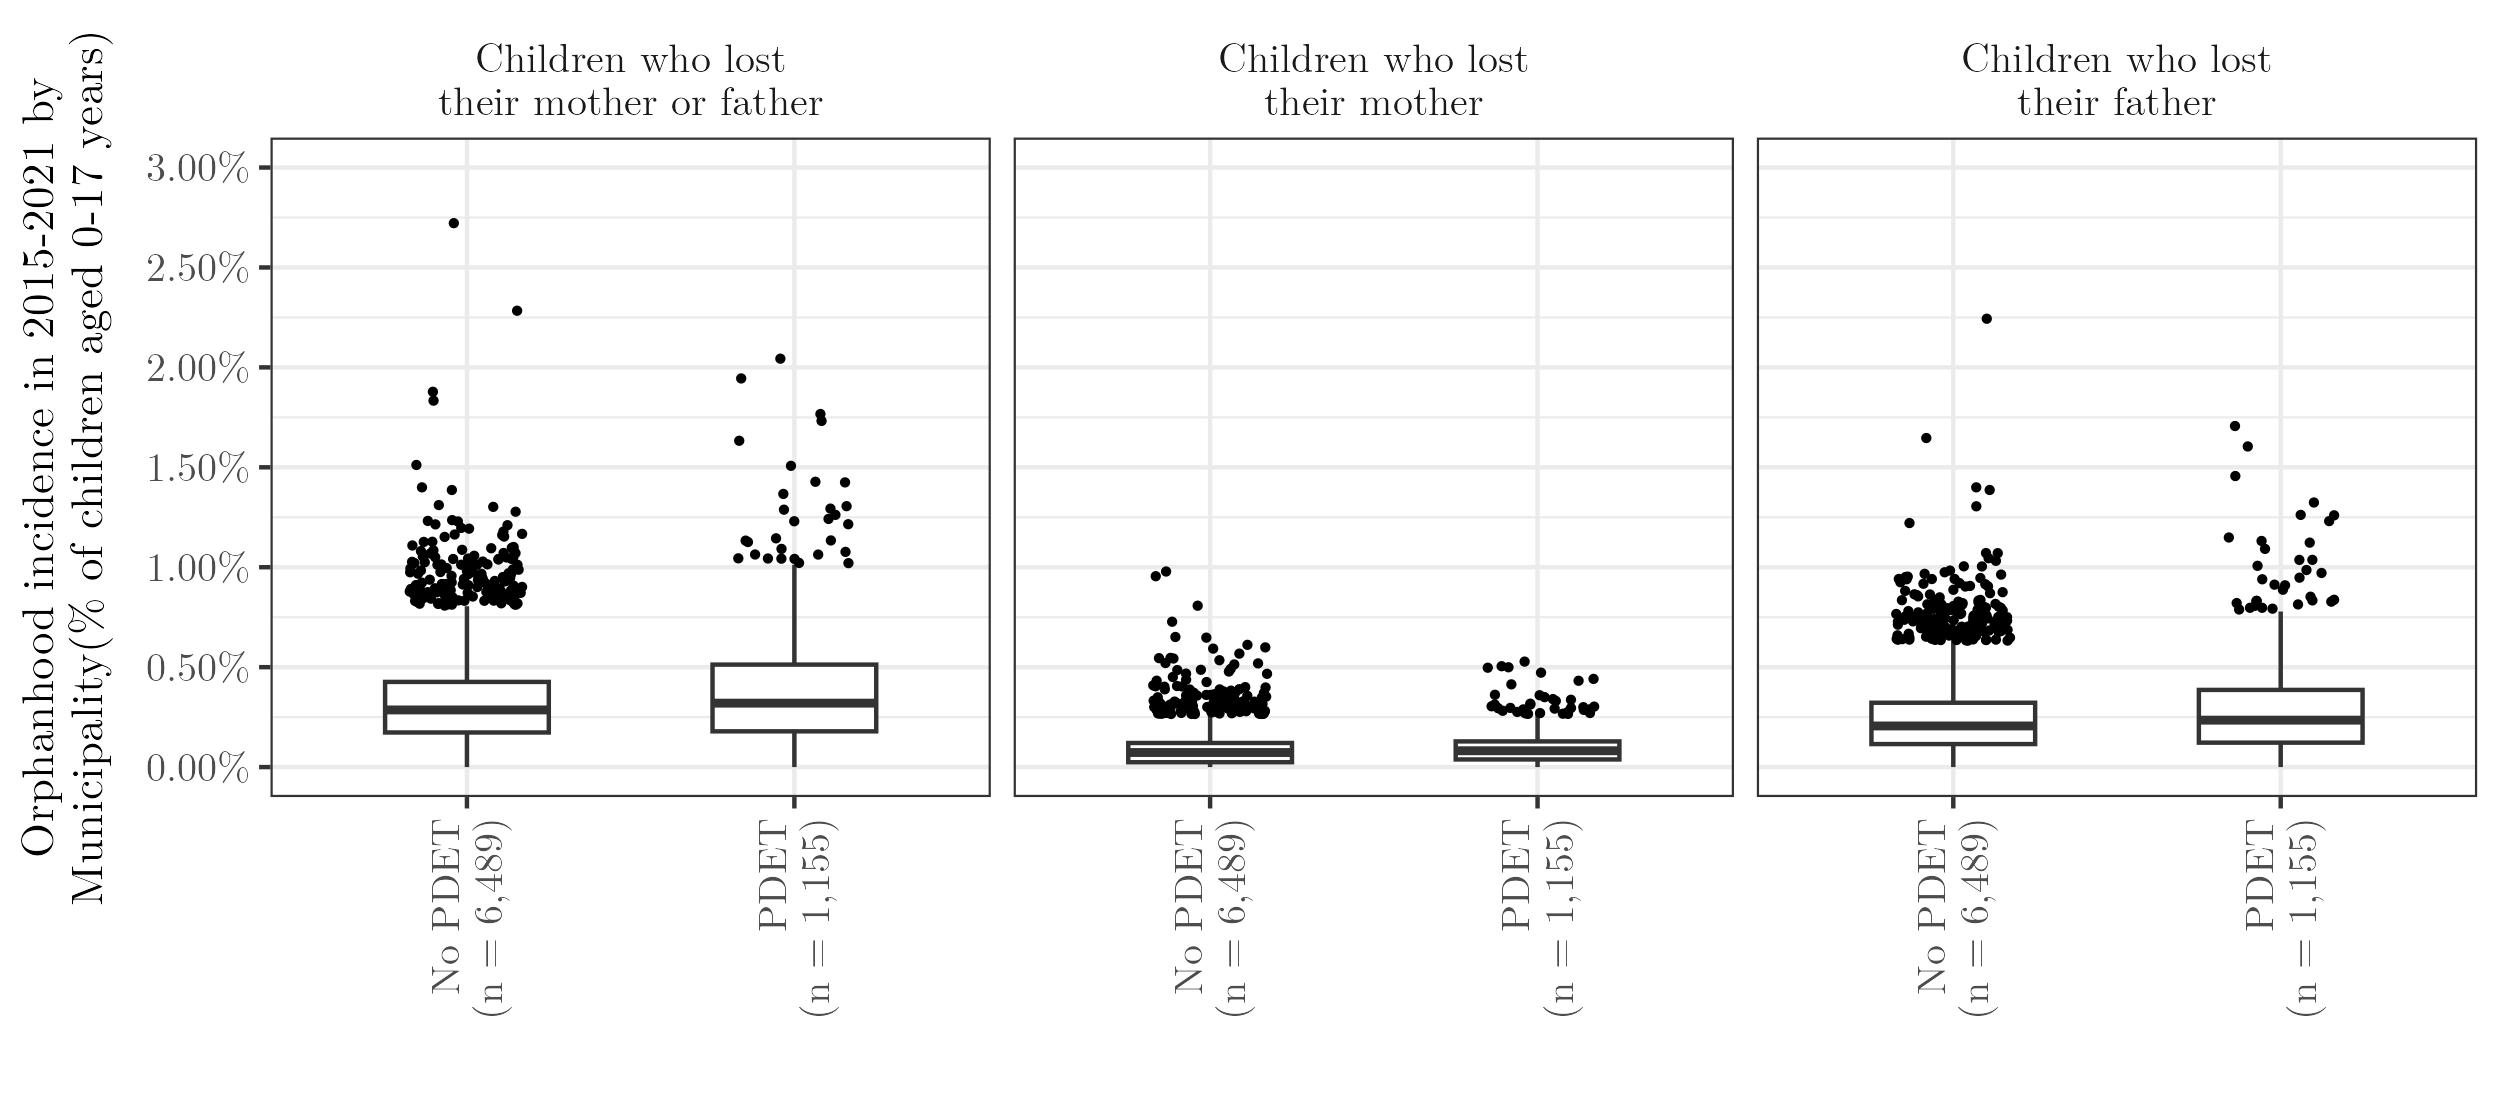 Orphanhood incidence in 2015-2021 by
Municipality(% of children aged 0-17 years)
Children who lost
their mother or father
Children who lost
their mother
Children who lost
their father
3.00%
2.50%
2.00%
1.50%
1.00%
0.50%
0.00%
No PDET
(n = 6,489)
PDET
(n = 1,155)
No PDET
(n = 6,489)
PDET
(n = 1,155)
No PDET
(n = 6,489)
PDET
(n = 1,155)